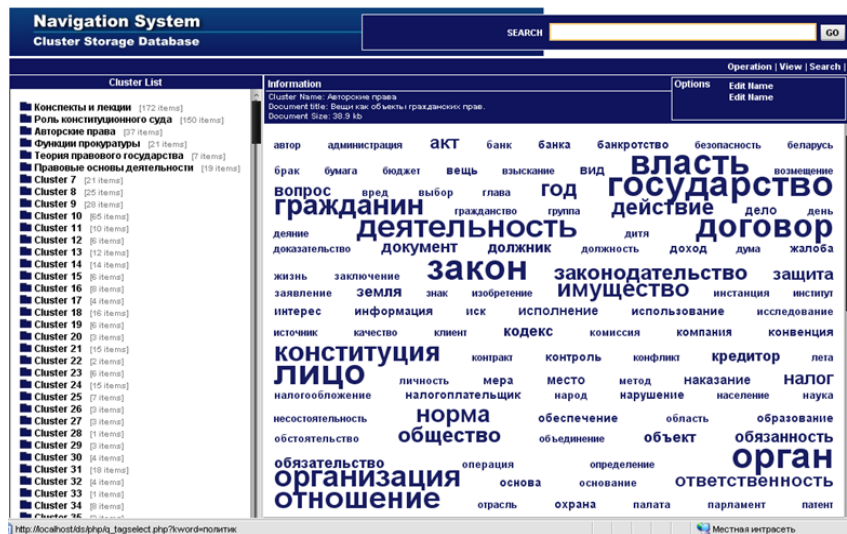 Navigation System
Cluster Storage Database
SEARCH GO
Operation | View | Search |
Cluster List
Конспекты и лекции [172 items]
Роль конституционного суда [150 items]
Авторские права [37 items]
Функции прокуратуры [21 items]
Теория правового государства [7 items]
Правовые основы деятельности [19 items]
Cluster 7 [21 items]
Cluster 8 [25 items]
Cluster 9 [28 items]
Cluster 10 [65 items]
Cluster 11 [10 items]
Cluster 12 [6 items]
Cluster 13 [12 items]
Cluster 14 [14 items]
Cluster 15 [6 items]
Cluster 16 [8 items]
Cluster 17 [4 items]
Cluster 18 [16 items]
Cluster 19 [6 items]
Cluster 20 [3 items]
Cluster 21 [15 items]
Cluster 22 [2 items]
Cluster 23 [6 items]
Cluster 24 [15 items]
Cluster 25 [7 items]
Cluster 26 [3 items]
Cluster 27 [3 items]
Cluster 28 [1 items]
Cluster 29 [3 items]
Cluster 30 [4 items]
Cluster 31 [18 items]
Cluster 32 [4 items]
Cluster 33 [1 items]
Cluster 34 [8 items]
Cluster 35
Information
Cluster Name: Авторские права
Document title: Вещи как объекты гражданских прав.
Document Size: 38.9 kb
Options Edit Name
Edit Name
автор администрация акт банк банка банкротство безопасность беларусь
брак бумага бюджет вещь взыскание вид власть возмещение
вопрос вред выбор глава год государство
гражданин гражданство группа действие дело день
деяние деятельность дитя договор
доказательство документ должник должность доход дума жалоба
жизнь заключение закон законодательство защита
заявление земля знак изобретение имущество инстанция институт
интерес информация иск исполнение использование исследование
источник качество клиент кодекс комиссия компания конвенция
конституция контракт контроль конфликт кредитор лета
лицо личность мера место метод наказание налог
налогообложение налогоплательщик народ нарушение население наука
несостоятельность норма обеспечение область образование
обстоятельство общество объединение объект обязанность
обязательство операция определение орган
организация основа основание ответственность
отношение отрасль охрана палата парламент патент
http://localhost/ds/php/q_tagselect.php?kword=политик
Местная интрасеть